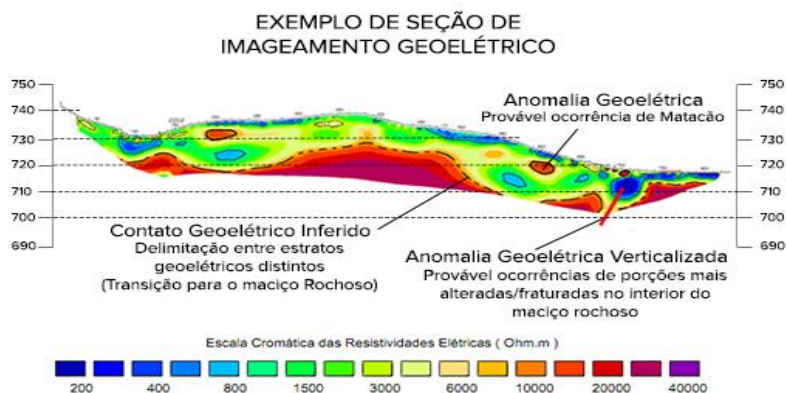 EXEMPLO DE SEÇÃO DE
IMAGEAMENTO GEOELÉTRICO
750
740
730
720
710
700
690
750
740
730
720
710
700
690
Anomalia Geoelétrica
Provável ocorrência de Matacão
Contato Geoelétrico Inferido
Delimitação entre estratos
geoelétricos distintos
(Transição para o maciço Rochoso)
Anomalia Geoelétrica Verticalizada
Provável ocorrências de porções mais
alteradas/fraturadas no interior do
maciço rochoso
Escala Cromática das Resistividades Elétricas ( Ohm.m )
200 400 800 1500 3000 6000 10000 20000 40000